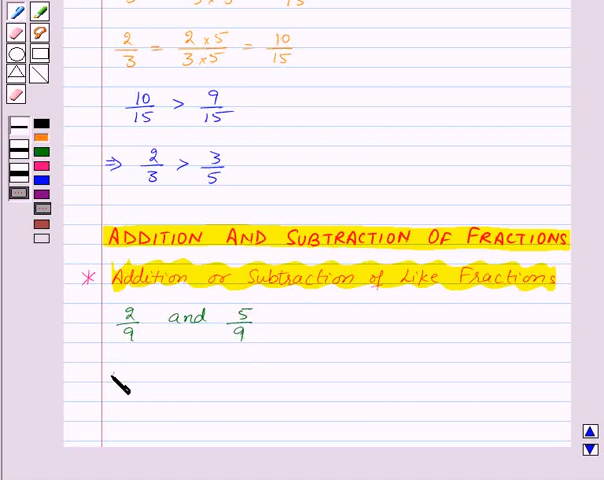 15
2/3 = 2×5/3×5 = 10/15
10/15 > 9/15
⇒ 2/3 > 3/5
ADDITION AND SUBTRACTION OF FRACTIONS
* Addition or Subtraction of Like Fractions
2/9 and 5/9